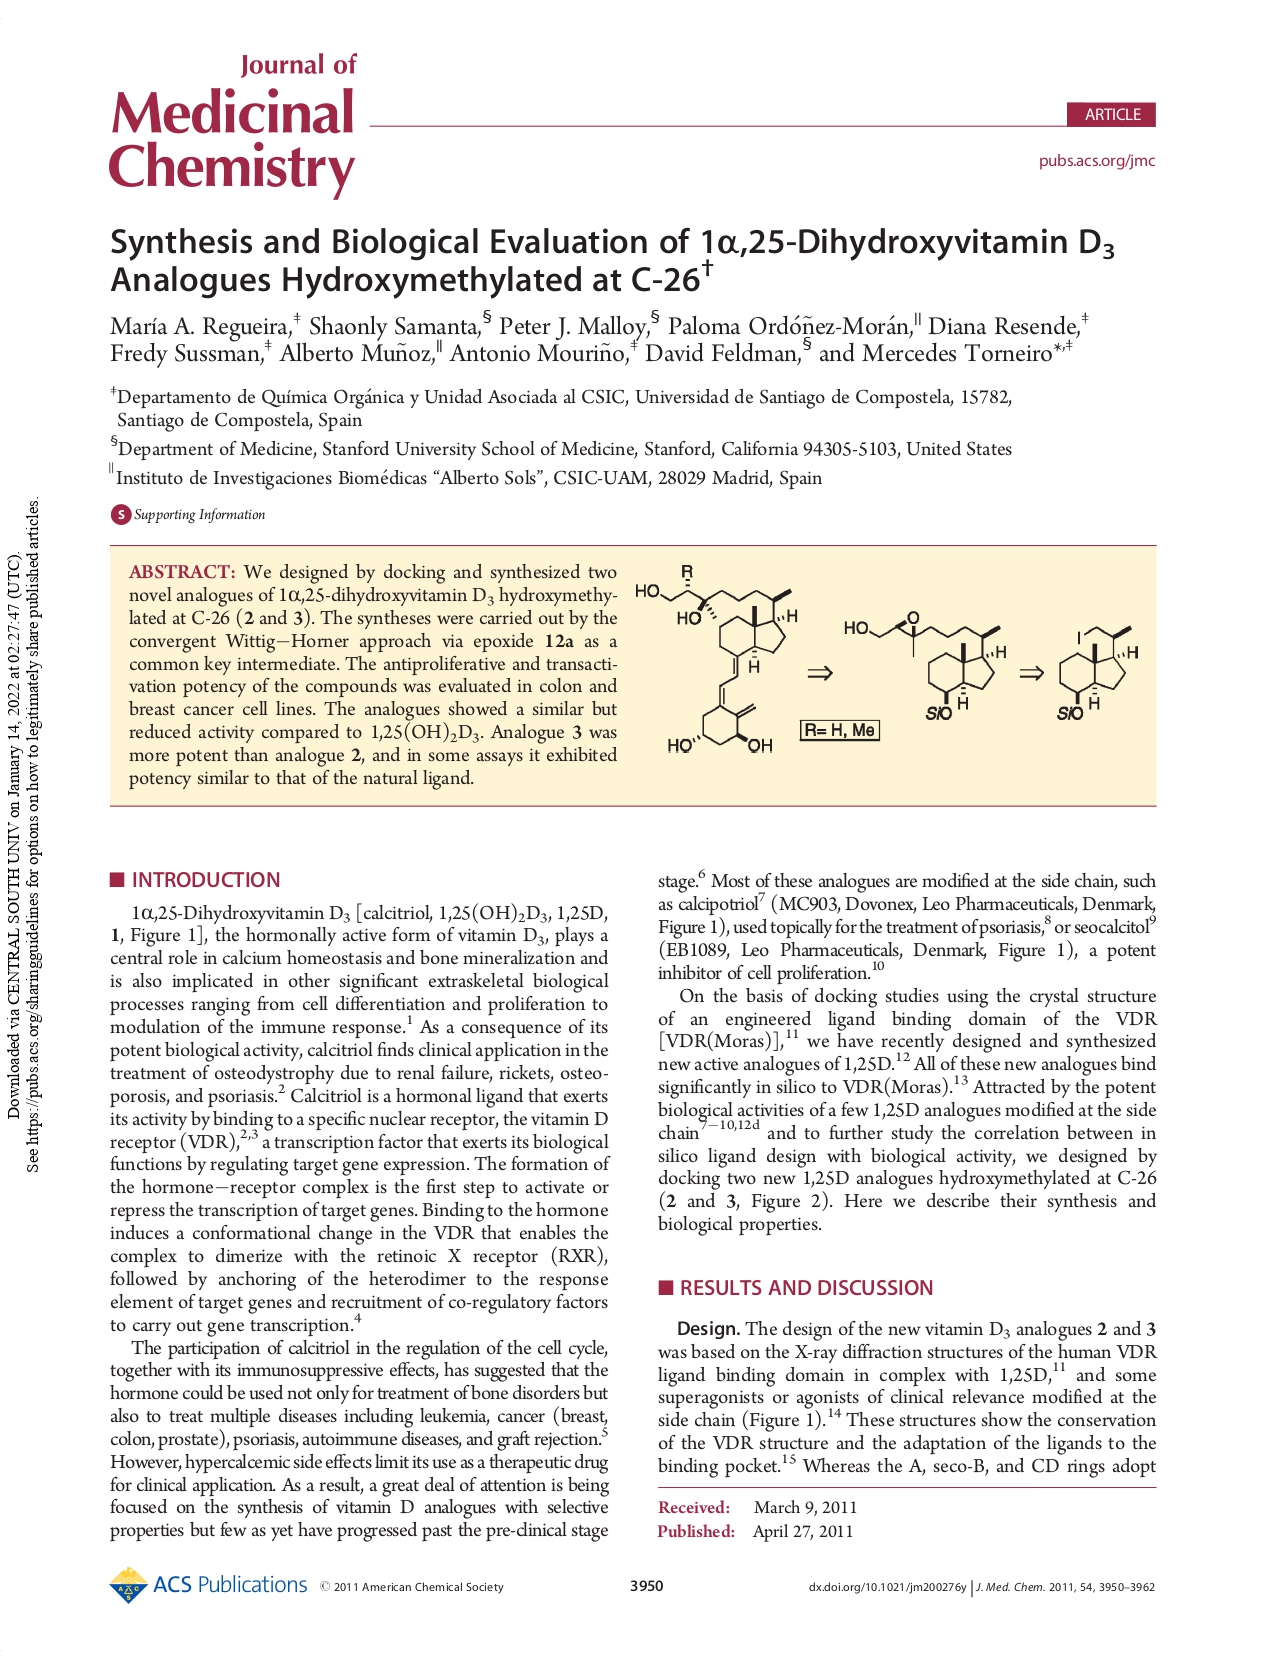 Journal of
Medicinal
Chemistry
ARTICLE
pubs.acs.org/jmc
Synthesis and Biological Evaluation of 1α,25-Dihydroxyvitamin D3
Analogues Hydroxymethylated at C-26†
María A. Regueira,‡ Shaonly Samanta,§ Peter J. Malloy,§ Paloma Ordóñez-Morán,∥ Diana Resende,‡
Fredy Sussman,‡ Alberto Muñoz,∥ Antonio Mouriño,‡ David Feldman,§ and Mercedes Torneiro*,‡
‡Departamento de Química Orgánica y Unidad Asociada al CSIC, Universidad de Santiago de Compostela, 15782,
Santiago de Compostela, Spain
§Department of Medicine, Stanford University School of Medicine, Stanford, California 94305-5103, United States
∥Instituto de Investigaciones Biomédicas “Alberto Sols”, CSIC-UAM, 28029 Madrid, Spain
S Supporting Information
ABSTRACT: We designed by docking and synthesized two
novel analogues of 1α,25-dihydroxyvitamin D3 hydroxymethy-
lated at C-26 (2 and 3). The syntheses were carried out by the
convergent Wittig−Horner approach via epoxide 12a as a
common key intermediate. The antiproliferative and transacti-
vation potency of the compounds was evaluated in colon and
breast cancer cell lines. The analogues showed a similar but
reduced activity compared to 1,25(OH)2D3. Analogue 3 was
more potent than analogue 2, and in some assays it exhibited
potency similar to that of the natural ligand.
R
HO
HO
H
H
HO
OH
⇒
R= H, Me
HO
O
H
H
SiO
⇒
I
H
H
SiO
INTRODUCTION
1α,25-Dihydroxyvitamin D3 [calcitriol, 1,25(OH)2D3, 1,25D,
1, Figure 1], the hormonally active form of vitamin D3, plays a
central role in calcium homeostasis and bone mineralization and
is also implicated in other significant extraskeletal biological
processes ranging from cell differentiation and proliferation to
modulation of the immune response.1 As a consequence of its
potent biological activity, calcitriol finds clinical application in the
treatment of osteodystrophy due to renal failure, rickets, osteo-
porosis, and psoriasis.2 Calcitriol is a hormonal ligand that exerts
its activity by binding to a specific nuclear receptor, the vitamin D
receptor (VDR),2,3 a transcription factor that exerts its biological
functions by regulating target gene expression. The formation of
the hormone−receptor complex is the first step to activate or
repress the transcription of target genes. Binding to the hormone
induces a conformational change in the VDR that enables the
complex to dimerize with the retinoic X receptor (RXR),
followed by anchoring of the heterodimer to the response
element of target genes and recruitment of co-regulatory factors
to carry out gene transcription.4
The participation of calcitriol in the regulation of the cell cycle,
together with its immunosuppressive effects, has suggested that the
hormone could be used not only for treatment of bone disorders but
also to treat multiple diseases including leukemia, cancer (breast,
colon, prostate), psoriasis, autoimmune diseases, and graft rejection.5
However, hypercalcemic side effects limit its use as a therapeutic drug
for clinical application. As a result, a great deal of attention is being
focused on the synthesis of vitamin D analogues with selective
properties but few as yet have progressed past the pre-clinical stage
stage.6 Most of these analogues are modified at the side chain, such
as calcipotriol7 (MC903, Dovonex, Leo Pharmaceuticals, Denmark,
Figure 1), used topically for the treatment of psoriasis,8 or seocalcitol9
(EB1089, Leo Pharmaceuticals, Denmark, Figure 1), a potent
inhibitor of cell proliferation.10
On the basis of docking studies using the crystal structure
of an engineered ligand binding domain of the VDR
[VDR(Moras)],11 we have recently designed and synthesized
new active analogues of 1,25D.12 All of these new analogues bind
significantly in silico to VDR(Moras).13 Attracted by the potent
biological activities of a few 1,25D analogues modified at the side
chain7−10,12d and to further study the correlation between in
silico ligand design with biological activity, we designed by
docking two new 1,25D analogues hydroxymethylated at C-26
(2 and 3, Figure 2). Here we describe their synthesis and
biological properties.
RESULTS AND DISCUSSION
Design. The design of the new vitamin D3 analogues 2 and 3
was based on the X-ray diffraction structures of the human VDR
ligand binding domain in complex with 1,25D,11 and some
superagonists or agonists of clinical relevance modified at the
side chain (Figure 1).14 These structures show the conservation
of the VDR structure and the adaptation of the ligands to the
binding pocket.15 Whereas the A, seco-B, and CD rings adopt
Received: March 9, 2011
Published: April 27, 2011
ACS Publications © 2011 American Chemical Society
3950
dx.doi.org/10.1021/jm200276y | J. Med. Chem. 2011, 54, 3950–3962
Downloaded via CENTRAL SOUTH UNIV on January 14, 2022 at 02:27:47 (UTC).
See https://pubs.acs.org/sharingguidelines for options on how to legitimately share published articles.